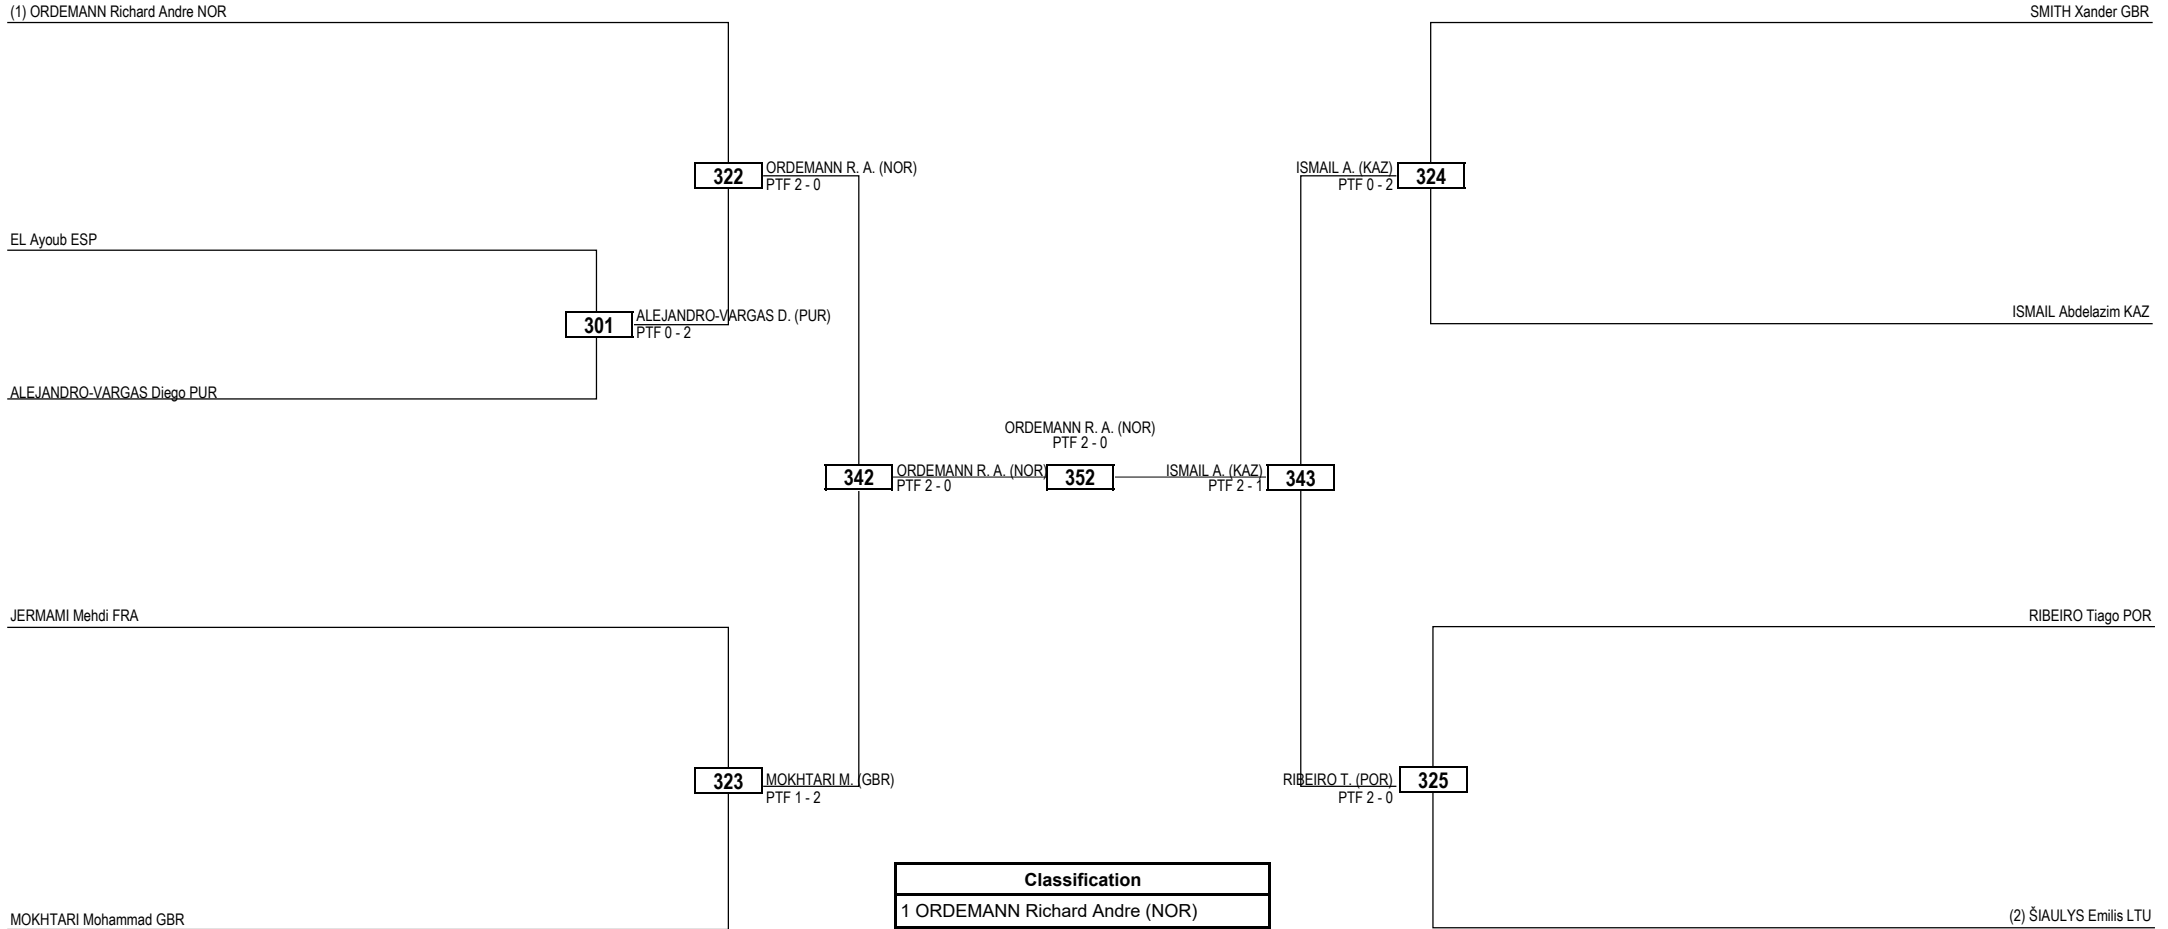 (1) ORDEMANN Richard Andre NOR
SMITH Xander GBR
322
ORDEMANN R. A. (NOR)
PTF 2 - 0
ISMAIL A. (KAZ)
PTF 0 - 2
324
EL Ayoub ESP
301
ALEJANDRO-VARGAS D. (PUR)
PTF 0 - 2
ISMAIL Abdelazim KAZ
ALEJANDRO-VARGAS Diego PUR
ORDEMANN R. A. (NOR)
PTF 2 - 0
342
ORDEMANN R. A. (NOR)
PTF 2 - 0
352
ISMAIL A. (KAZ)
PTF 2 - 1
343
JERMAMI Mehdi FRA
RIBEIRO Tiago POR
323
MOKHTARI M. (GBR)
PTF 1 - 2
RIBEIRO T. (POR)
PTF 2 - 0
325
Classification
1 ORDEMANN Richard Andre (NOR)
MOKHTARI Mohammad GBR
(2) ŠIAULYS Emilis LTU